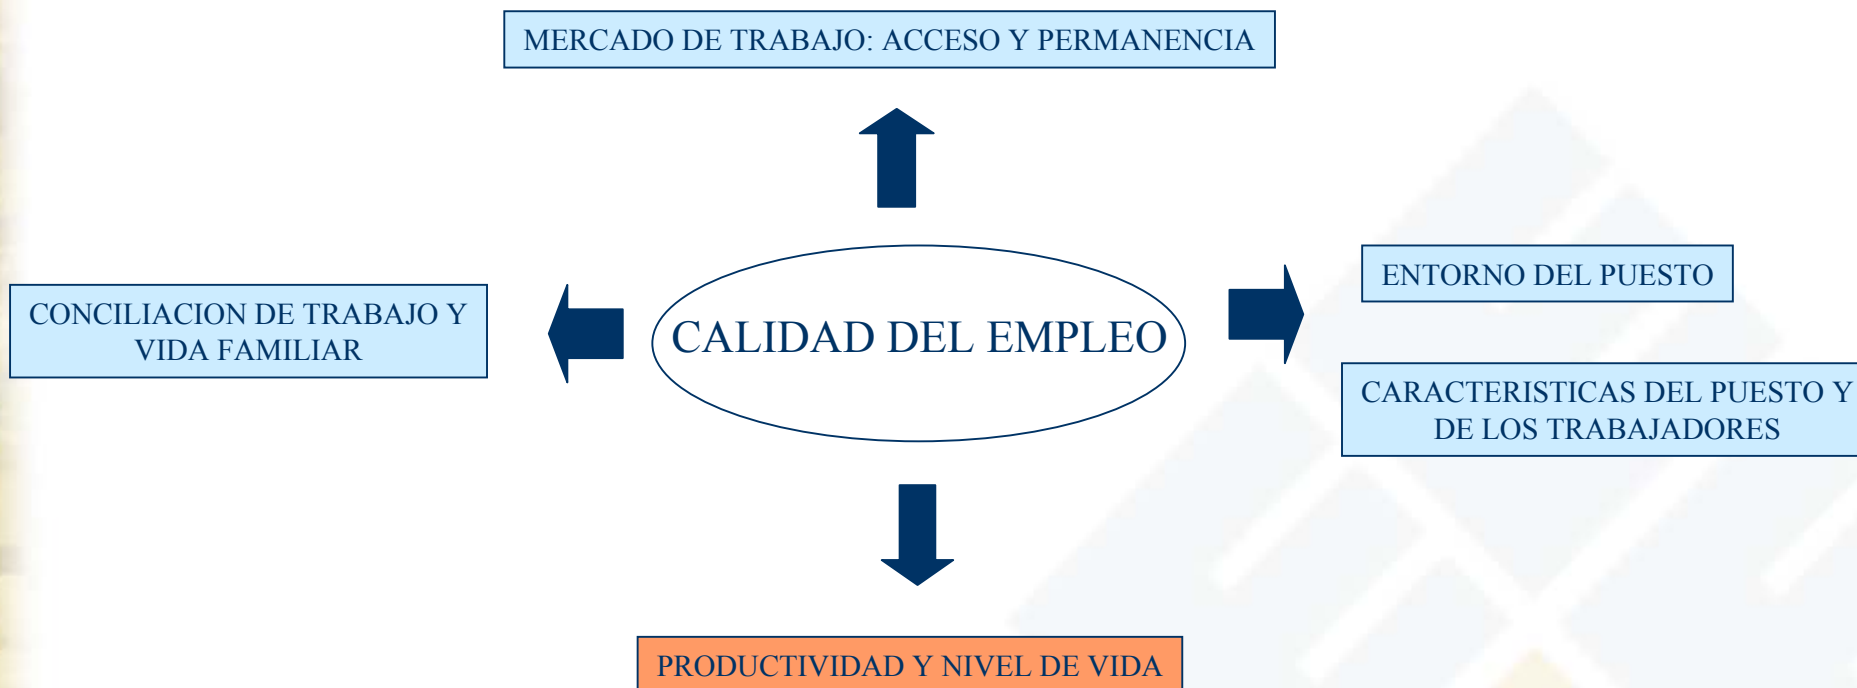 MERCADO DE TRABAJO: ACCESO Y PERMANENCIA
ENTORNO DEL PUESTO
CONCILIACION DE TRABAJO Y
VIDA FAMILIAR
CALIDAD DEL EMPLEO
CARACTERISTICAS DEL PUESTO Y
DE LOS TRABAJADORES
PRODUCTIVIDAD Y NIVEL DE VIDA